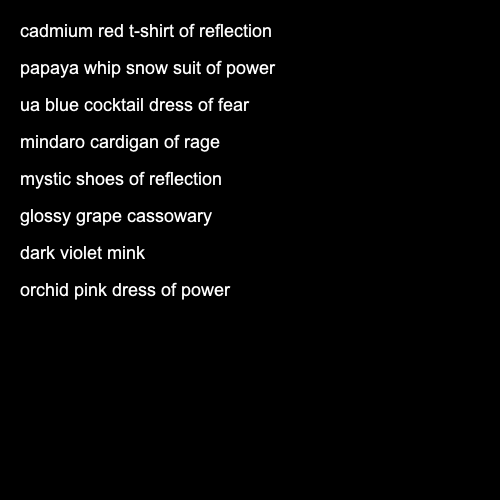 cadmium red t-shirt of reflection
papaya whip snow suit of power
ua blue cocktail dress of fear
mindaro cardigan of rage
mystic shoes of reflection
glossy grape cassowary
dark violet mink
orchid pink dress of power